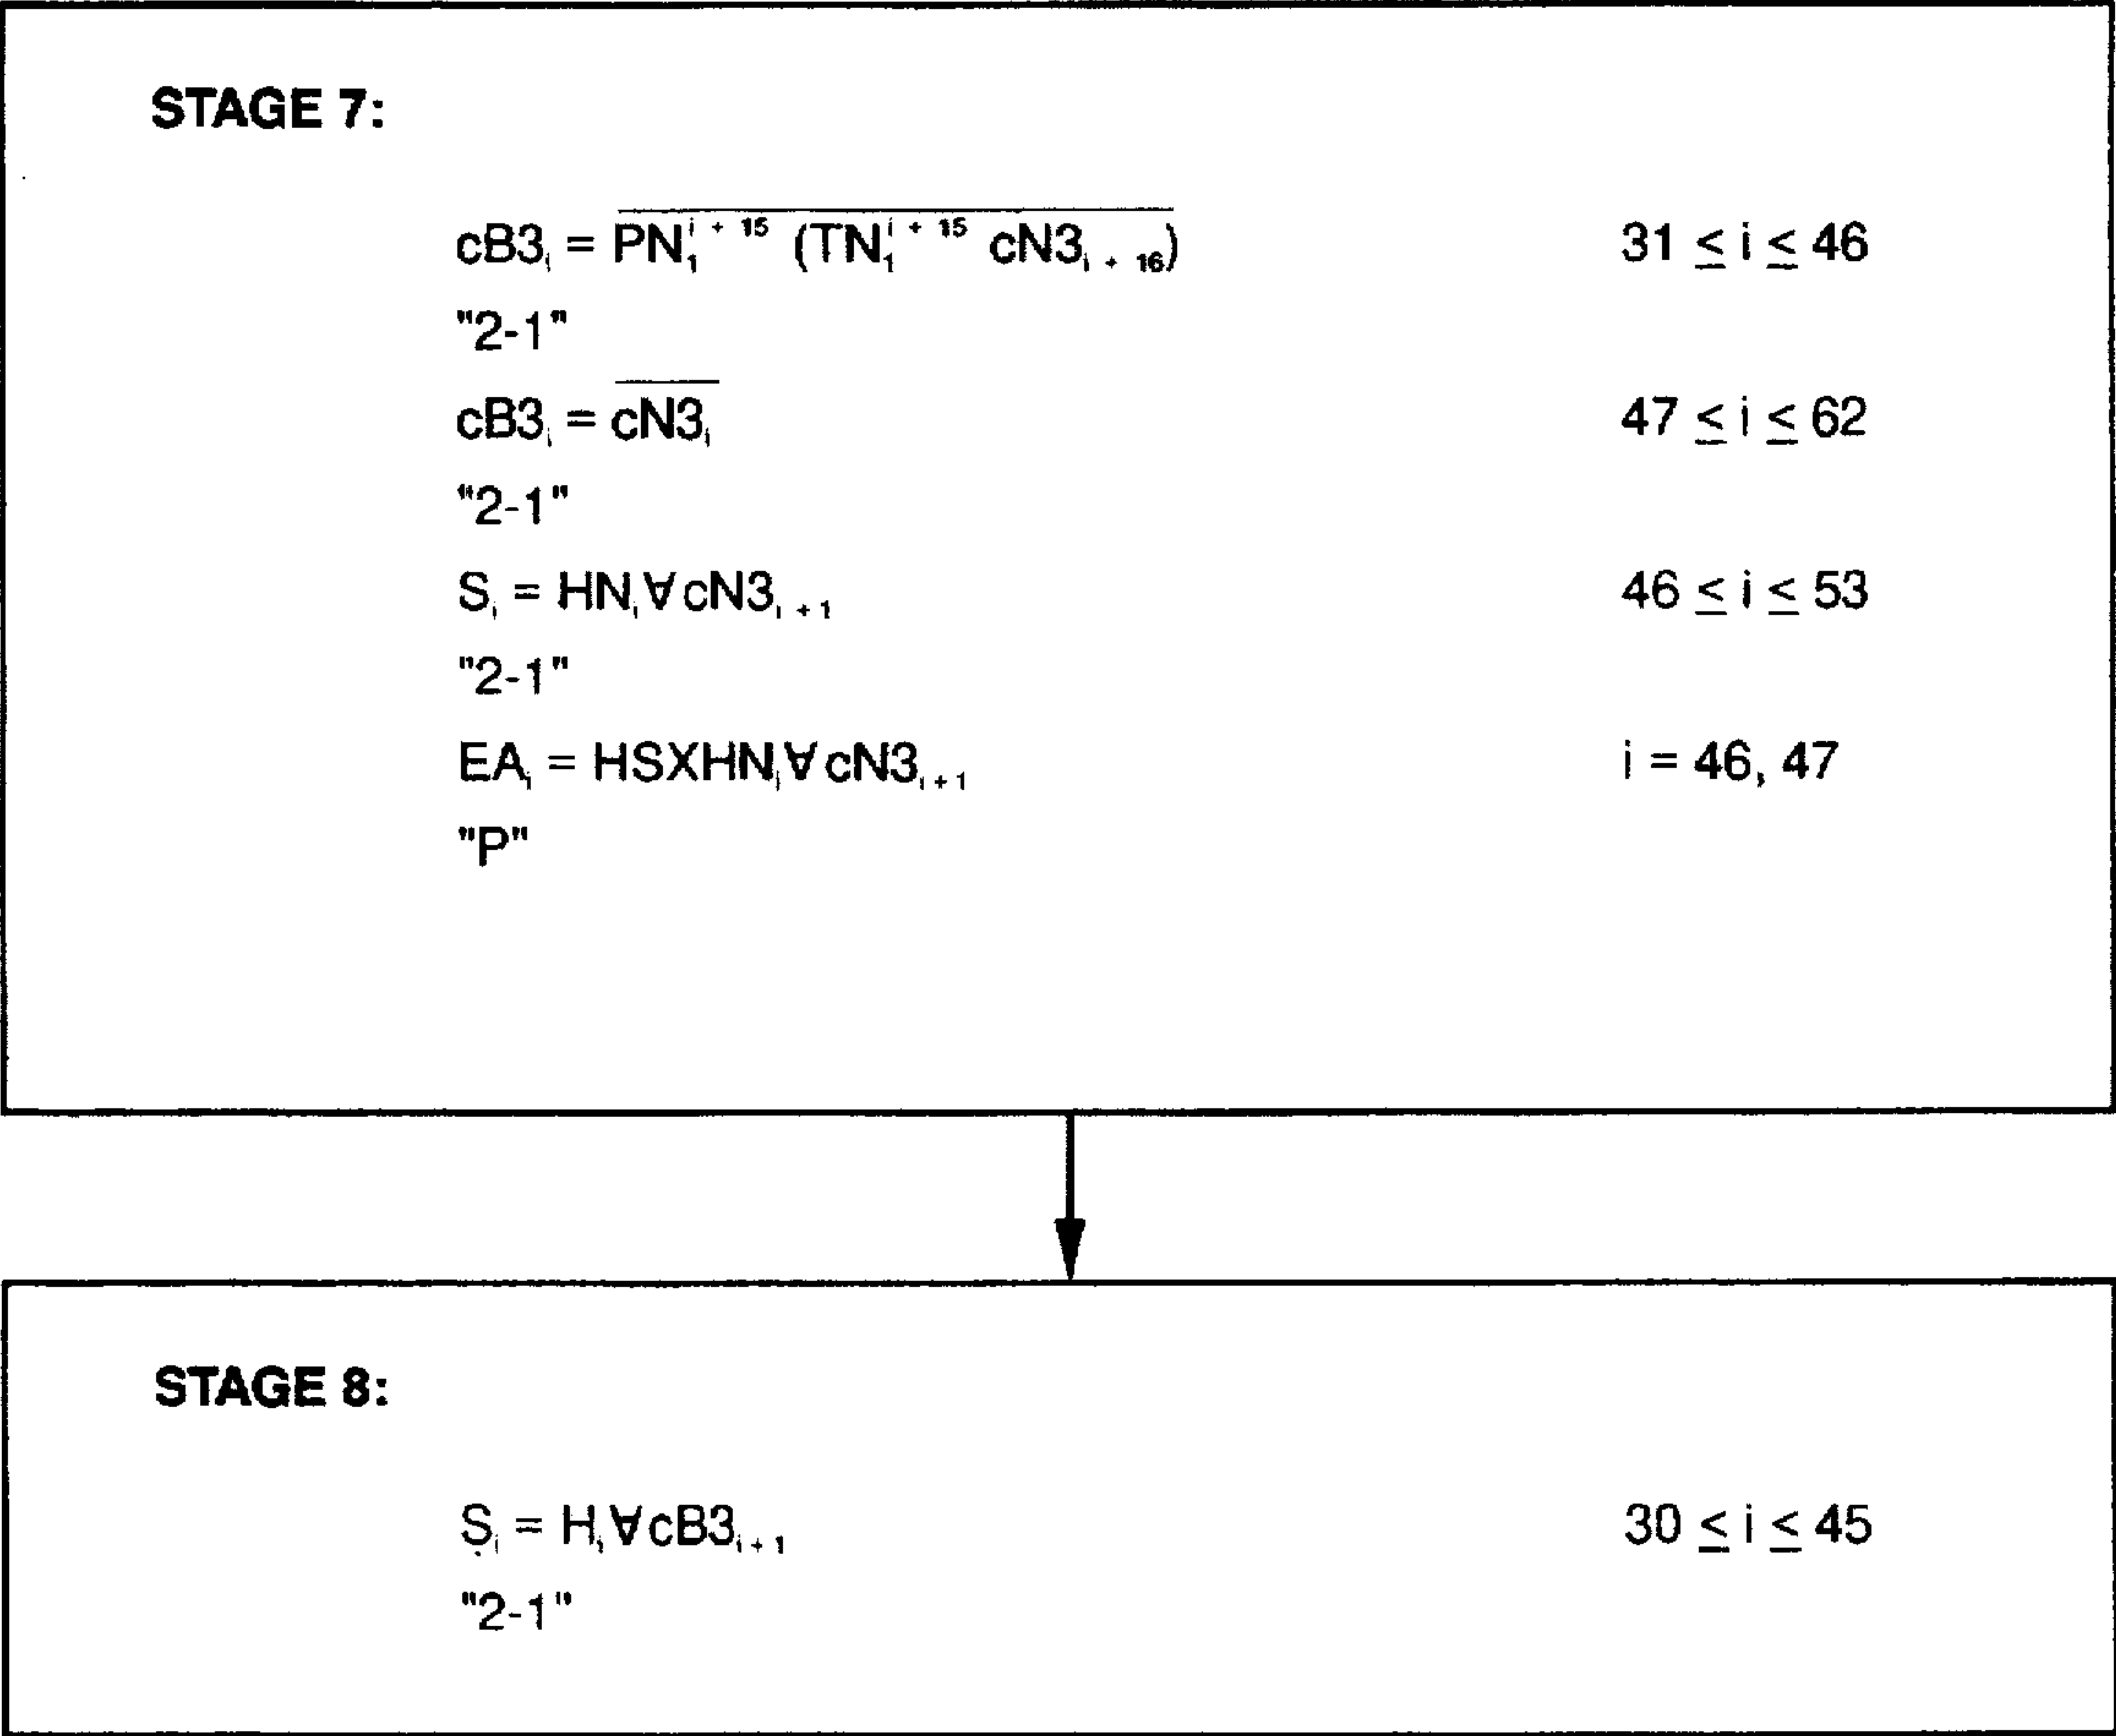 STAGE 7:
cB3ᵢ = P̅N̅₁ⁱ⁺¹⁵ (TN₁ⁱ⁺¹⁵ cN3ᵢ₊₁₆) 31 ≤ i ≤ 46
"2-1"
cB3ᵢ = c̅N̅3̅ᵢ 47 ≤ i ≤ 62
"2-1"
Sᵢ = HNᵢ∀cN3ᵢ₊₁ 46 ≤ i ≤ 53
"2-1"
EAᵢ = HSXHNᵢ∀cN3ᵢ₊₁ i = 46, 47
"P"
STAGE 8:
Sᵢ = Hᵢ∀cB3ᵢ₊₁ 30 ≤ i ≤ 45
"2-1"